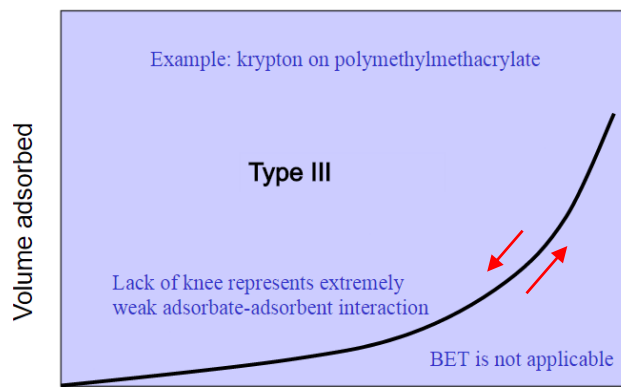 Example: krypton on polymethylmethacrylate
Type III
Volume adsorbed
Lack of knee represents extremely
weak adsorbate-adsorbent interaction
BET is not applicable